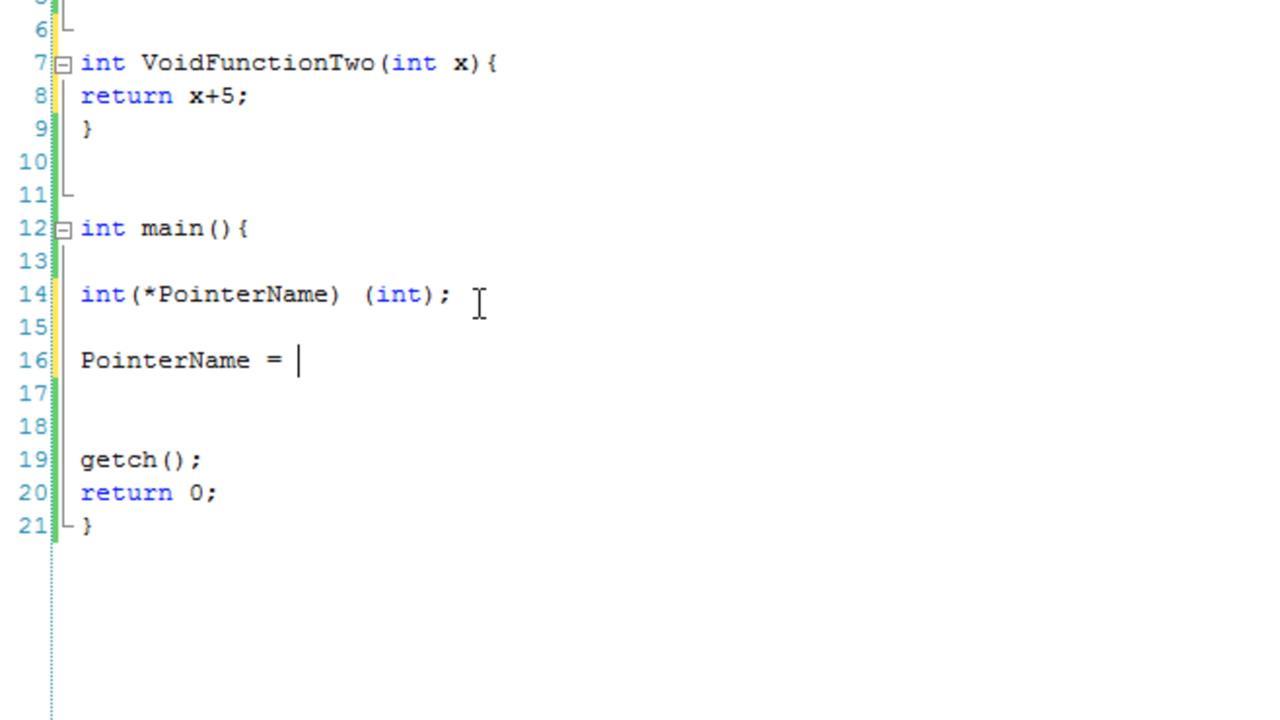 6
7 int VoidFunctionTwo(int x){
8 return x+5;
9 }
10
11
12 int main(){
13
14 int(*PointerName) (int);
15
16 PointerName =
17
18
19 getch();
20 return 0;
21 }